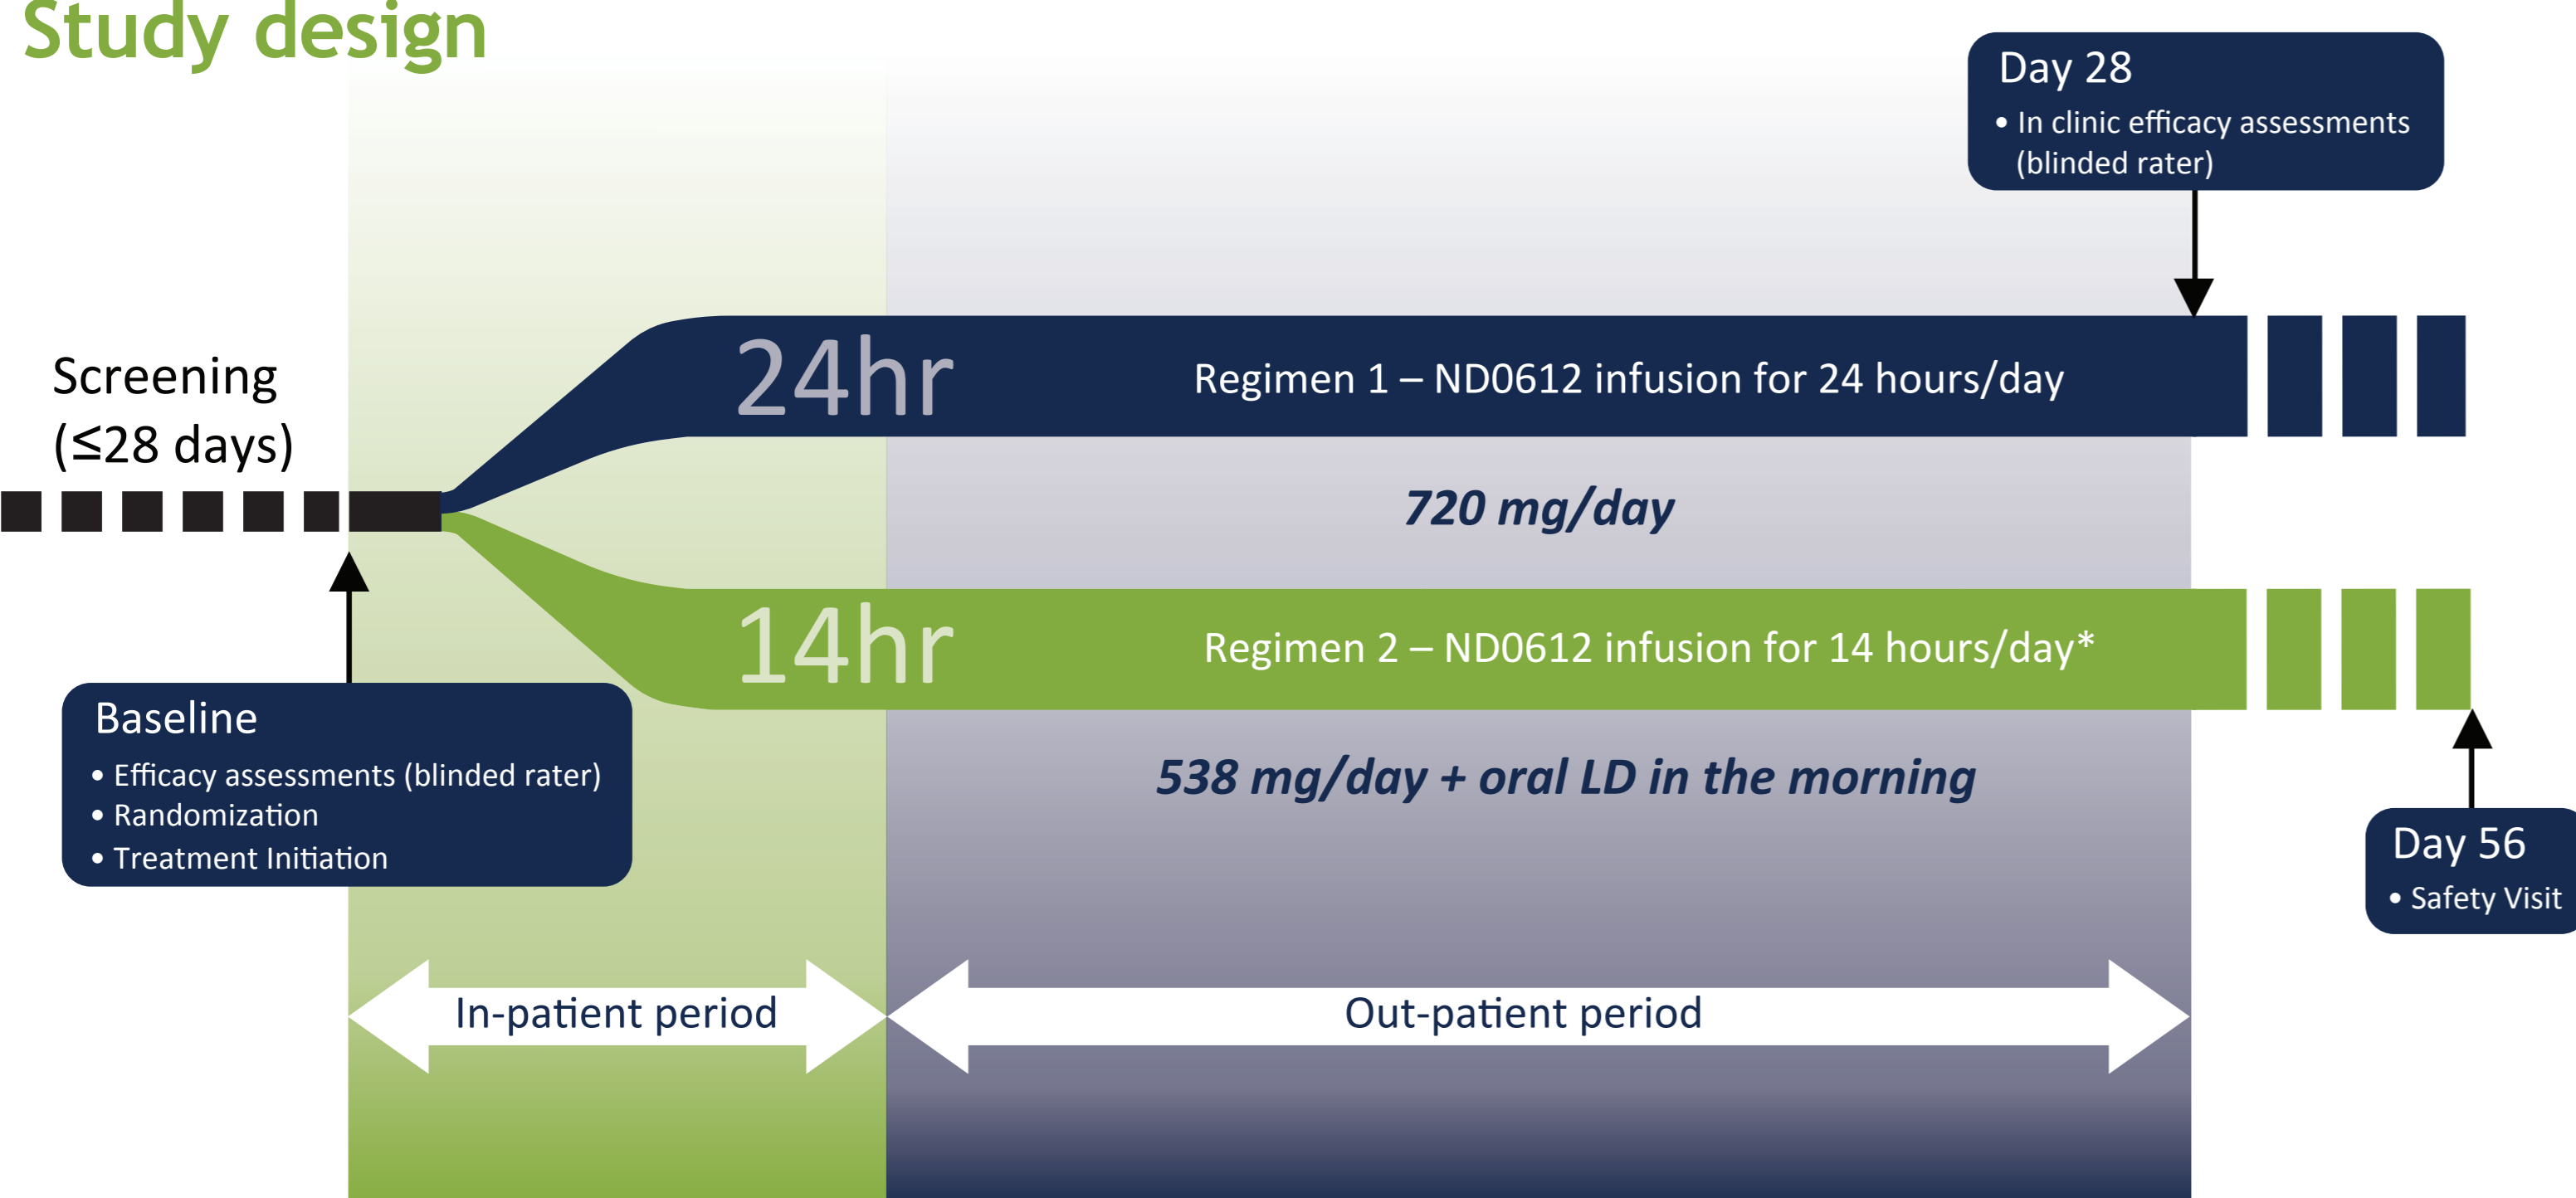 Study design
Day 28
• In clinic efficacy assessments
(blinded rater)
Screening
(≤28 days)
24hr
Regimen 1 – ND0612 infusion for 24 hours/day
720 mg/day
14hr
Regimen 2 – ND0612 infusion for 14 hours/day*
538 mg/day + oral LD in the morning
Baseline
• Efficacy assessments (blinded rater)
• Randomization
• Treatment Initiation
Day 56
• Safety Visit
In-patient period
Out-patient period